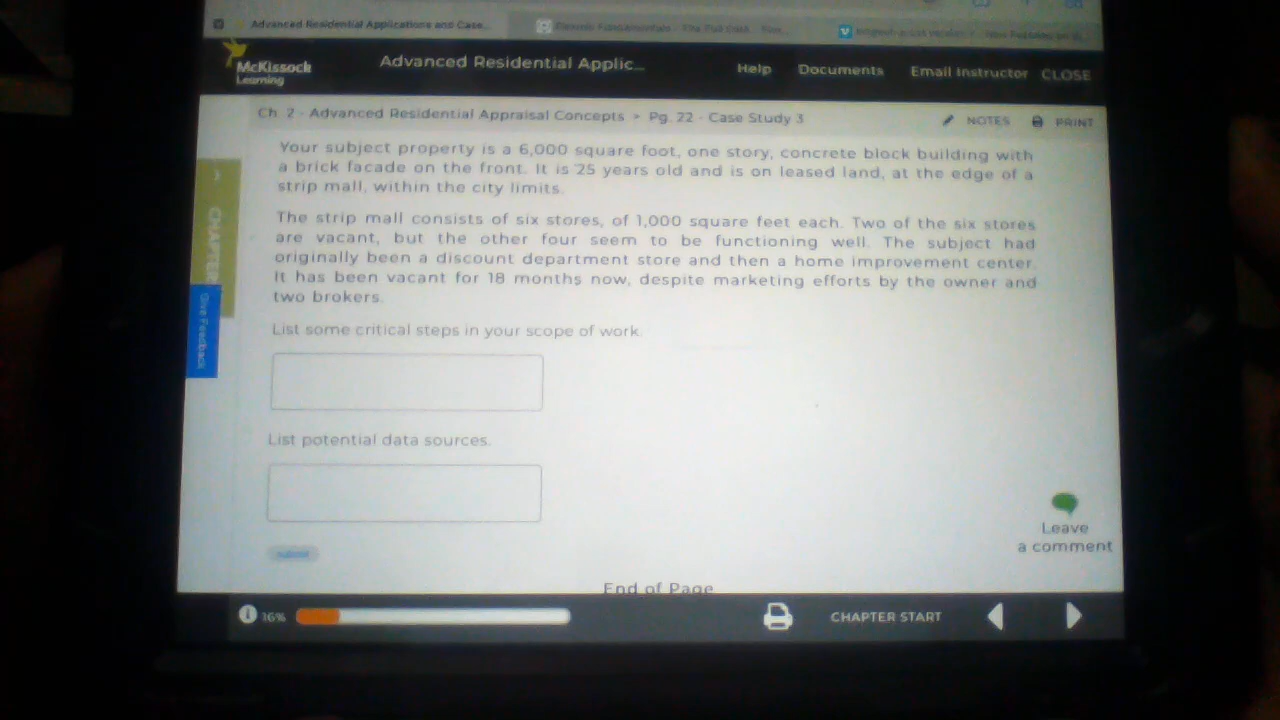 Advanced Residential Applications and Case...
McKissock
Learning
Advanced Residential Applic...
Help
Documents
Email Instructor
CLOSE
Ch. 2 - Advanced Residential Appraisal Concepts > Pg. 22 - Case Study 3
NOTES
PRINT
Your subject property is a 6,000 square foot, one story, concrete block building with
a brick facade on the front. It is 25 years old and is on leased land, at the edge of a
strip mall, within the city limits.
The strip mall consists of six stores, of 1,000 square feet each. Two of the six stores
are vacant, but the other four seem to be functioning well. The subject had
originally been a discount department store and then a home improvement center.
It has been vacant for 18 months now, despite marketing efforts by the owner and
two brokers.
CHAPTER
Give Feedback
List some critical steps in your scope of work.
List potential data sources.
submit
Leave
a comment
End of Page
16%
CHAPTER START